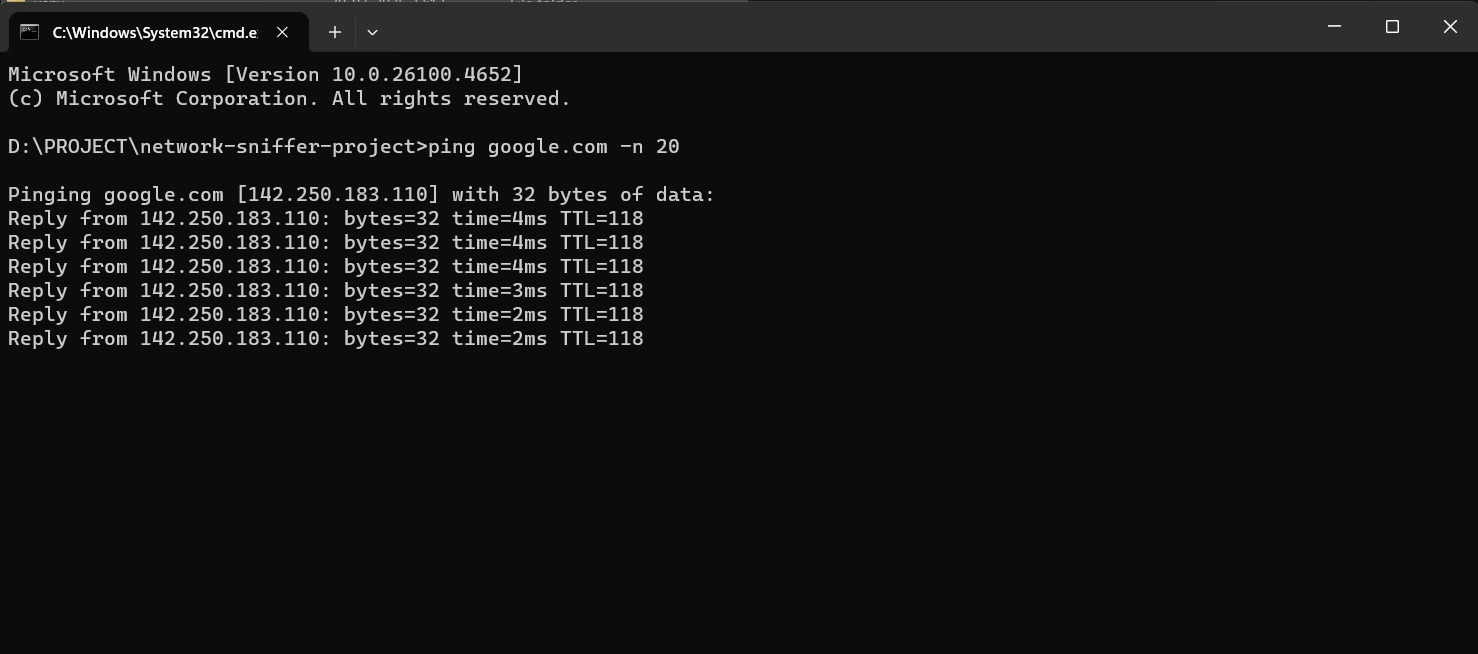 C:\Windows\System32\cmd.e
Microsoft Windows [Version 10.0.26100.4652]
(c) Microsoft Corporation. All rights reserved.
D:\PROJECT\network-sniffer-project>ping google.com -n 20
Pinging google.com [142.250.183.110] with 32 bytes of data:
Reply from 142.250.183.110: bytes=32 time=4ms TTL=118
Reply from 142.250.183.110: bytes=32 time=4ms TTL=118
Reply from 142.250.183.110: bytes=32 time=4ms TTL=118
Reply from 142.250.183.110: bytes=32 time=3ms TTL=118
Reply from 142.250.183.110: bytes=32 time=2ms TTL=118
Reply from 142.250.183.110: bytes=32 time=2ms TTL=118